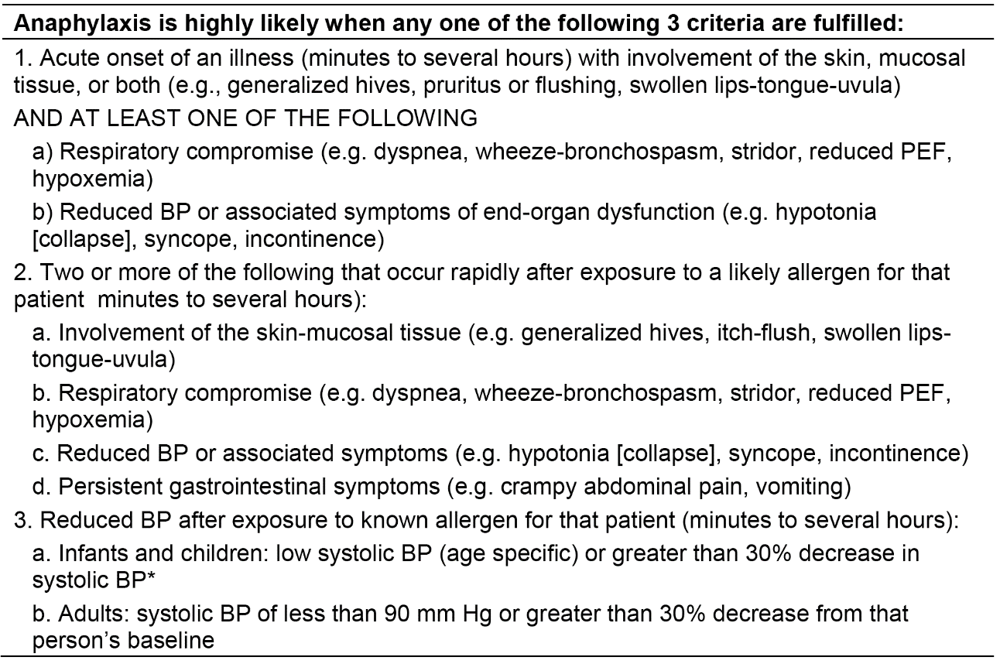 Anaphylaxis is highly likely when any one of the following 3 criteria are fulfilled:
1. Acute onset of an illness (minutes to several hours) with involvement of the skin, mucosal
tissue, or both (e.g., generalized hives, pruritus or flushing, swollen lips-tongue-uvula)
AND AT LEAST ONE OF THE FOLLOWING
a) Respiratory compromise (e.g. dyspnea, wheeze-bronchospasm, stridor, reduced PEF,
hypoxemia)
b) Reduced BP or associated symptoms of end-organ dysfunction (e.g. hypotonia
[collapse], syncope, incontinence)
2. Two or more of the following that occur rapidly after exposure to a likely allergen for that
patient  minutes to several hours):
a. Involvement of the skin-mucosal tissue (e.g. generalized hives, itch-flush, swollen lips-
tongue-uvula)
b. Respiratory compromise (e.g. dyspnea, wheeze-bronchospasm, stridor, reduced PEF,
hypoxemia)
c. Reduced BP or associated symptoms (e.g. hypotonia [collapse], syncope, incontinence)
d. Persistent gastrointestinal symptoms (e.g. crampy abdominal pain, vomiting)
3. Reduced BP after exposure to known allergen for that patient (minutes to several hours):
a. Infants and children: low systolic BP (age specific) or greater than 30% decrease in
systolic BP*
b. Adults: systolic BP of less than 90 mm Hg or greater than 30% decrease from that
person’s baseline